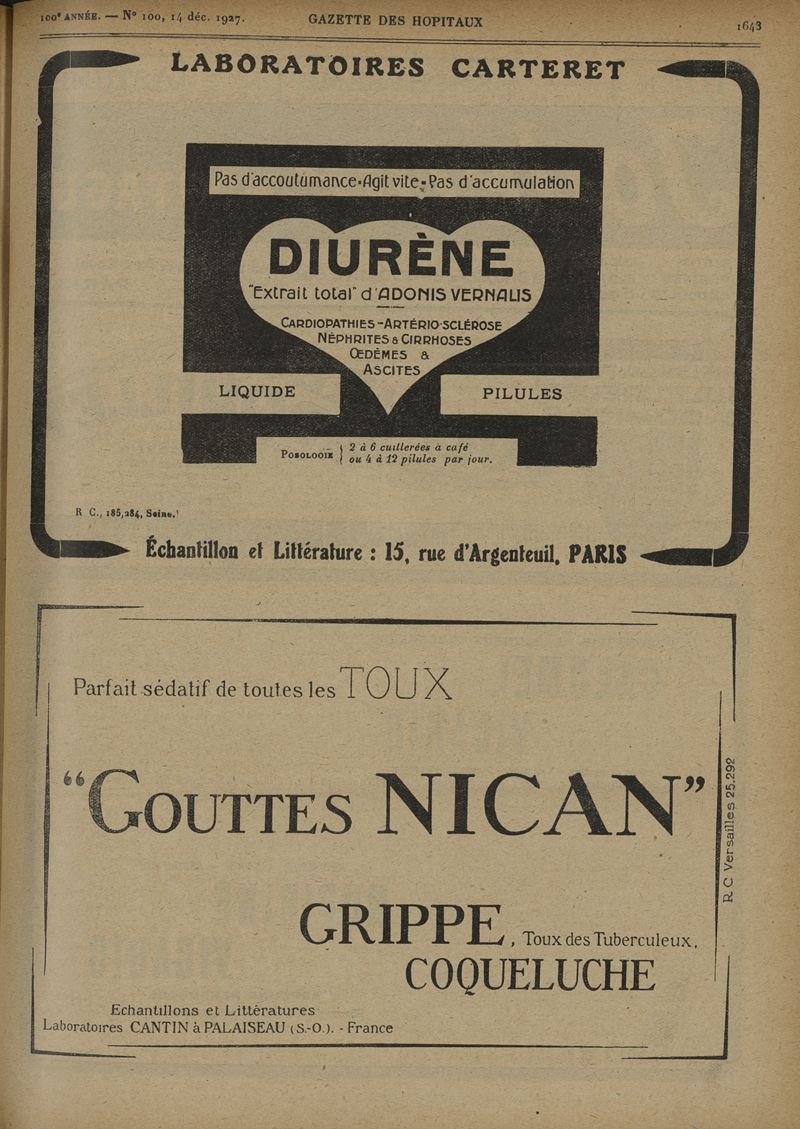 100e ANNÉE. — N° 100, 14 déc. 1927.
GAZETTE DES HOPITAUX
1643
LABORATOIRES CARTERET
Pas d'accoutumance-Agit vite-Pas d'accumulation
DIURÈNE
"Extrait total" d'ADONIS VERNALIS
CARDIOPATHIES-ARTÉRIO-SCLÉROSE
NÉPHRITES & CIRRHOSES
ŒDÈMES &
ASCITES
LIQUIDE
PILULES
POSOLOGIE { 2 à 6 cuillerées à café
ou 4 à 12 pilules par jour.
R C., 185,284, Seine.
Échantillon et Littérature : 15, rue d'Argenteuil, PARIS
Parfait sédatif de toutes les TOUX
"GOUTTES NICAN"
GRIPPE, Toux des Tuberculeux,
COQUELUCHE
R C Versailles 25.292
Echantillons et Littératures
Laboratoires CANTIN à PALAISEAU (S.-O.). - France